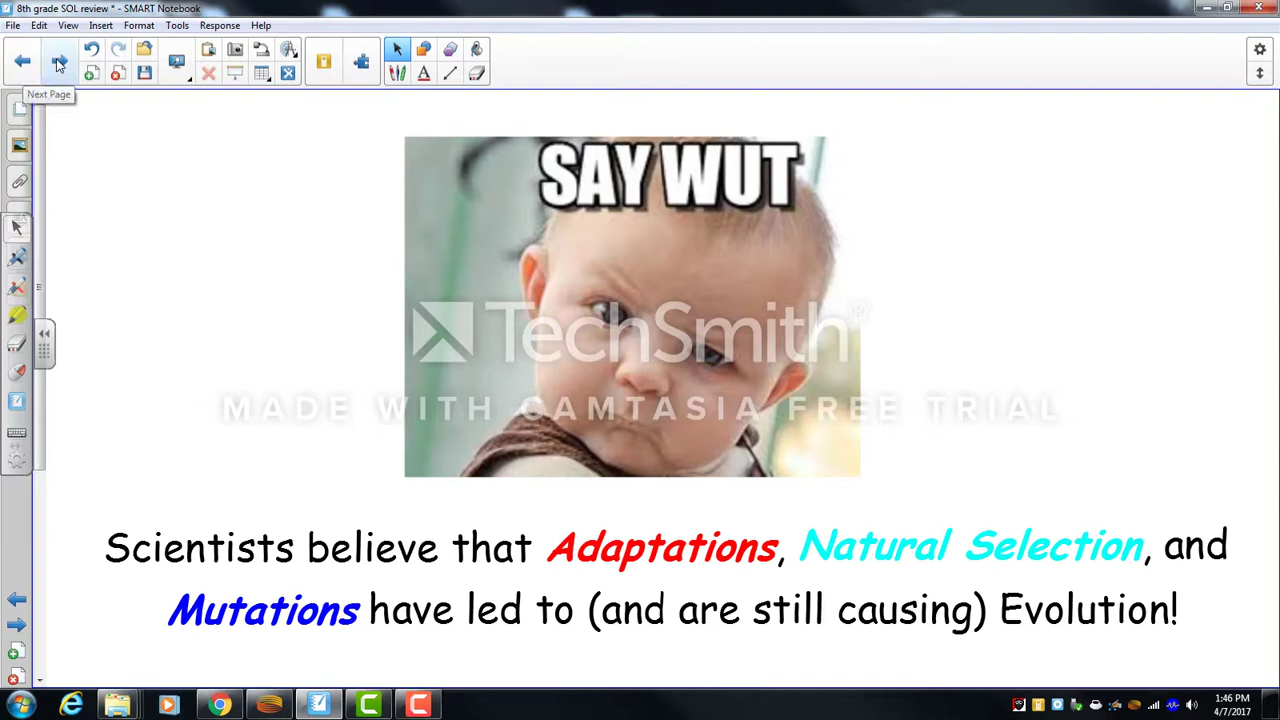 8th grade SOL review * - SMART Notebook
File Edit View Insert Format Tools Response Help
Next Page
SAY WUT
TechSmith®
MADE WITH CAMTASIA FREE TRIAL
Scientists believe that Adaptations, Natural Selection, and
Mutations have led to (and are still causing) Evolution!
1:46 PM
4/7/2017